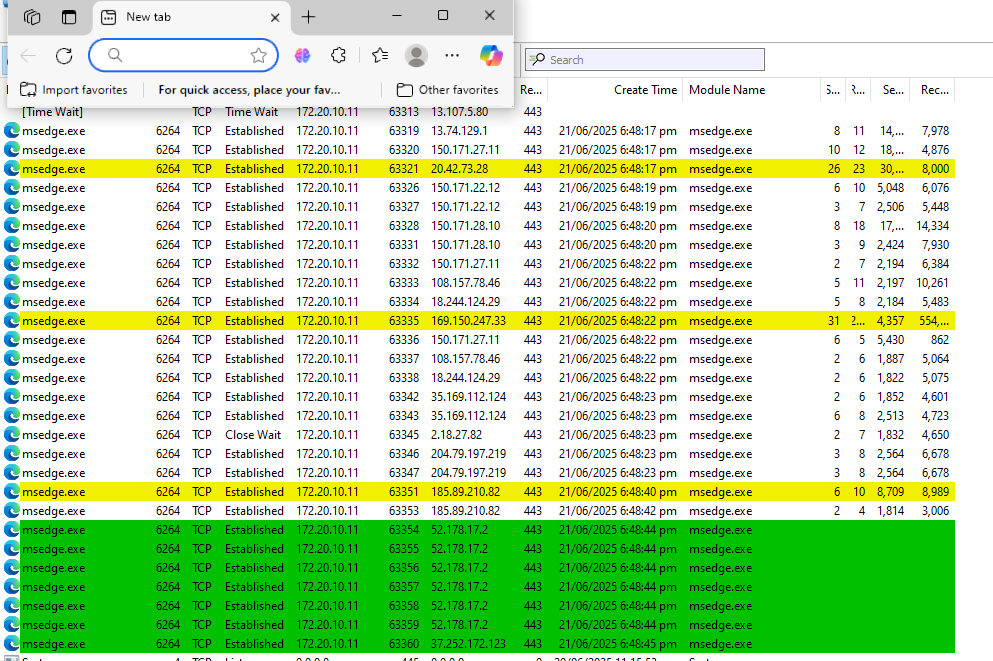 New tab
Search
Import favorites For quick access, place your fav... Other favorites
Re... Create Time Module Name S... R... Se... Rec...
[Time Wait] TCP Time Wait 172.20.10.11 63313 13.107.5.80 443
msedge.exe 6264 TCP Established 172.20.10.11 63319 13.74.129.1 443 21/06/2025 6:48:17 pm msedge.exe 8 11 14,... 7,978
msedge.exe 6264 TCP Established 172.20.10.11 63320 150.171.27.11 443 21/06/2025 6:48:17 pm msedge.exe 10 12 18,... 4,876
msedge.exe 6264 TCP Established 172.20.10.11 63321 20.42.73.28 443 21/06/2025 6:48:17 pm msedge.exe 26 23 30,... 8,000
msedge.exe 6264 TCP Established 172.20.10.11 63326 150.171.22.12 443 21/06/2025 6:48:19 pm msedge.exe 6 10 5,048 6,076
msedge.exe 6264 TCP Established 172.20.10.11 63327 150.171.22.12 443 21/06/2025 6:48:19 pm msedge.exe 3 7 2,506 5,448
msedge.exe 6264 TCP Established 172.20.10.11 63328 150.171.28.10 443 21/06/2025 6:48:20 pm msedge.exe 8 18 17,... 14,334
msedge.exe 6264 TCP Established 172.20.10.11 63331 150.171.28.10 443 21/06/2025 6:48:20 pm msedge.exe 3 9 2,424 7,930
msedge.exe 6264 TCP Established 172.20.10.11 63332 150.171.27.11 443 21/06/2025 6:48:22 pm msedge.exe 2 7 2,194 6,384
msedge.exe 6264 TCP Established 172.20.10.11 63333 108.157.78.46 443 21/06/2025 6:48:22 pm msedge.exe 5 11 2,197 10,261
msedge.exe 6264 TCP Established 172.20.10.11 63334 18.244.124.29 443 21/06/2025 6:48:22 pm msedge.exe 5 8 2,184 5,483
msedge.exe 6264 TCP Established 172.20.10.11 63335 169.150.247.33 443 21/06/2025 6:48:22 pm msedge.exe 31 2... 4,357 554,...
msedge.exe 6264 TCP Established 172.20.10.11 63336 150.171.27.11 443 21/06/2025 6:48:22 pm msedge.exe 6 5 5,430 862
msedge.exe 6264 TCP Established 172.20.10.11 63337 108.157.78.46 443 21/06/2025 6:48:22 pm msedge.exe 2 6 1,887 5,064
msedge.exe 6264 TCP Established 172.20.10.11 63338 18.244.124.29 443 21/06/2025 6:48:22 pm msedge.exe 2 6 1,822 5,075
msedge.exe 6264 TCP Established 172.20.10.11 63342 35.169.112.124 443 21/06/2025 6:48:23 pm msedge.exe 2 6 1,852 4,601
msedge.exe 6264 TCP Established 172.20.10.11 63343 35.169.112.124 443 21/06/2025 6:48:23 pm msedge.exe 6 8 2,513 4,723
msedge.exe 6264 TCP Close Wait 172.20.10.11 63345 2.18.27.82 443 21/06/2025 6:48:23 pm msedge.exe 2 7 1,832 4,650
msedge.exe 6264 TCP Established 172.20.10.11 63346 204.79.197.219 443 21/06/2025 6:48:23 pm msedge.exe 3 8 2,564 6,678
msedge.exe 6264 TCP Established 172.20.10.11 63347 204.79.197.219 443 21/06/2025 6:48:23 pm msedge.exe 3 8 2,564 6,678
msedge.exe 6264 TCP Established 172.20.10.11 63351 185.89.210.82 443 21/06/2025 6:48:40 pm msedge.exe 6 10 8,709 8,989
msedge.exe 6264 TCP Established 172.20.10.11 63353 185.89.210.82 443 21/06/2025 6:48:42 pm msedge.exe 2 4 1,814 3,006
msedge.exe 6264 TCP Established 172.20.10.11 63354 52.178.17.2 443 21/06/2025 6:48:44 pm msedge.exe
msedge.exe 6264 TCP Established 172.20.10.11 63355 52.178.17.2 443 21/06/2025 6:48:44 pm msedge.exe
msedge.exe 6264 TCP Established 172.20.10.11 63356 52.178.17.2 443 21/06/2025 6:48:44 pm msedge.exe
msedge.exe 6264 TCP Established 172.20.10.11 63357 52.178.17.2 443 21/06/2025 6:48:44 pm msedge.exe
msedge.exe 6264 TCP Established 172.20.10.11 63358 52.178.17.2 443 21/06/2025 6:48:44 pm msedge.exe
msedge.exe 6264 TCP Established 172.20.10.11 63359 52.178.17.2 443 21/06/2025 6:48:44 pm msedge.exe
msedge.exe 6264 TCP Established 172.20.10.11 63360 37.252.172.123 443 21/06/2025 6:48:45 pm msedge.exe